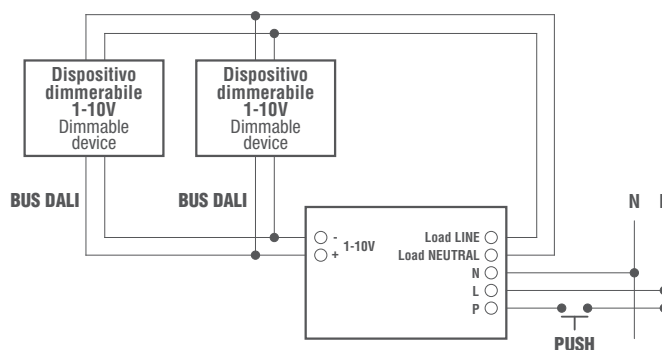 Dispositivo
dimmerabile
1-10V
Dimmable
device
Dispositivo
dimmerabile
1-10V
Dimmable
device
BUS DALI
BUS DALI
N
- 1-10V
+
Load LINE
Load NEUTRAL
N
L
P
PUSH